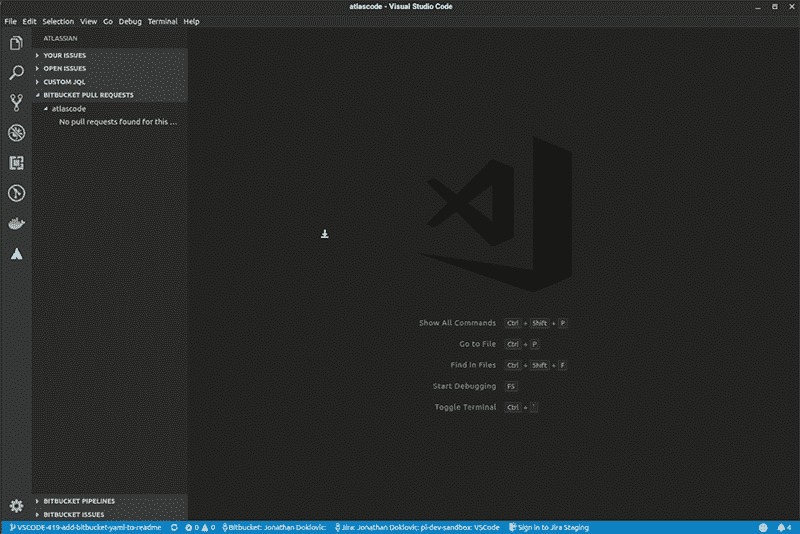 atlascode - Visual Studio Code
File Edit Selection View Go Debug Terminal Help
ATLASSIAN
YOUR ISSUES
OPEN ISSUES
CUSTOM JQL
BITBUCKET PULL REQUESTS
atlascode
No pull requests found for this ...
Show All Commands Ctrl + Shift + P
Go to File Ctrl + P
Find in Files Ctrl + Shift + F
Start Debugging F5
Toggle Terminal Ctrl + `
BITBUCKET PIPELINES
BITBUCKET ISSUES
VSCODE-419-add-bitbucket-yaml-to-readme 0 0 Bitbucket: Jonathan Doklovic Jira: Jonathan Doklovic: pi-dev-sandbox: VSCode Sign in to Jira Staging 4